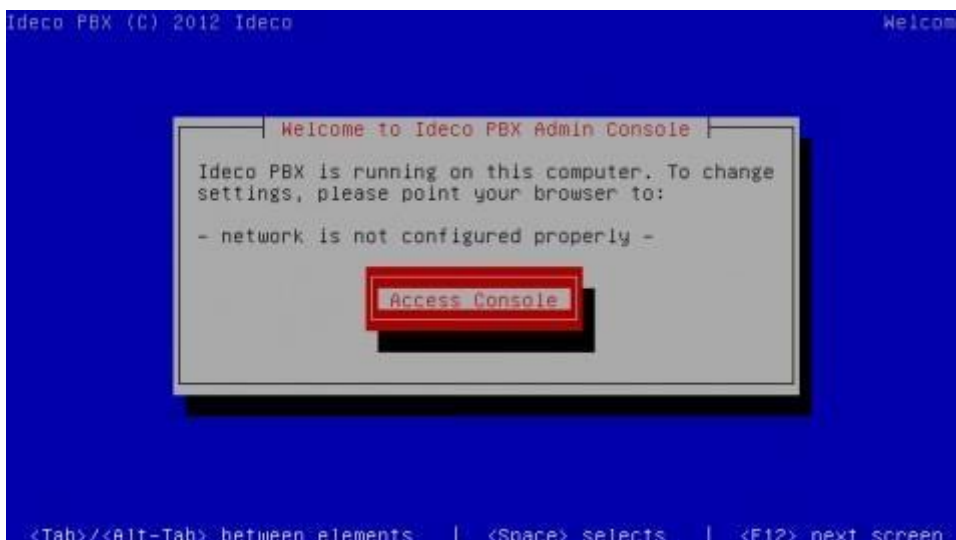 Ideco PBX (C) 2012 Ideco Welcom
Welcome to Ideco PBX Admin Console
Ideco PBX is running on this computer. To change
settings, please point your browser to:
- network is not configured properly -
Access Console
<Tab>/<Alt-Tab> between elements | <Space> selects | <F12> next screen